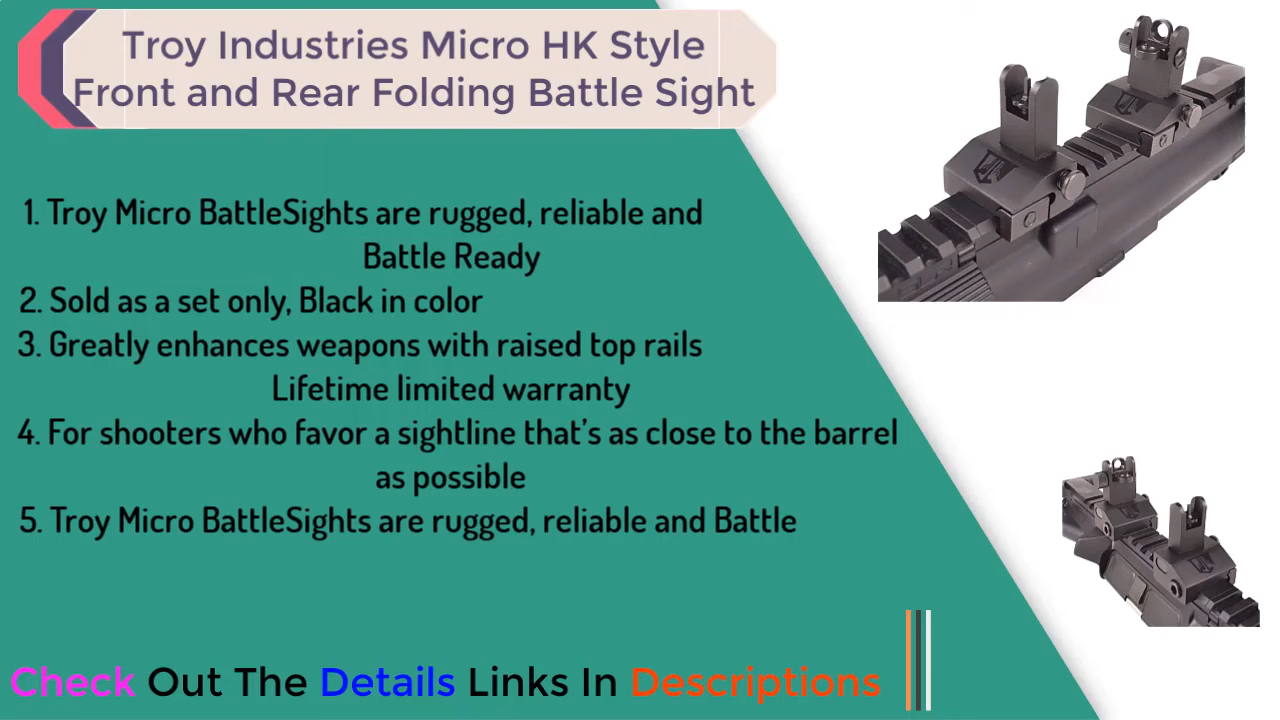 Troy Industries Micro HK Style
Front and Rear Folding Battle Sight
1. Troy Micro BattleSights are rugged, reliable and
Battle Ready
2. Sold as a set only, Black in color
3. Greatly enhances weapons with raised top rails
Lifetime limited warranty
4. For shooters who favor a sightline that's as close to the barrel
as possible
5. Troy Micro BattleSights are rugged, reliable and Battle
Check Out The Details Links In Descriptions